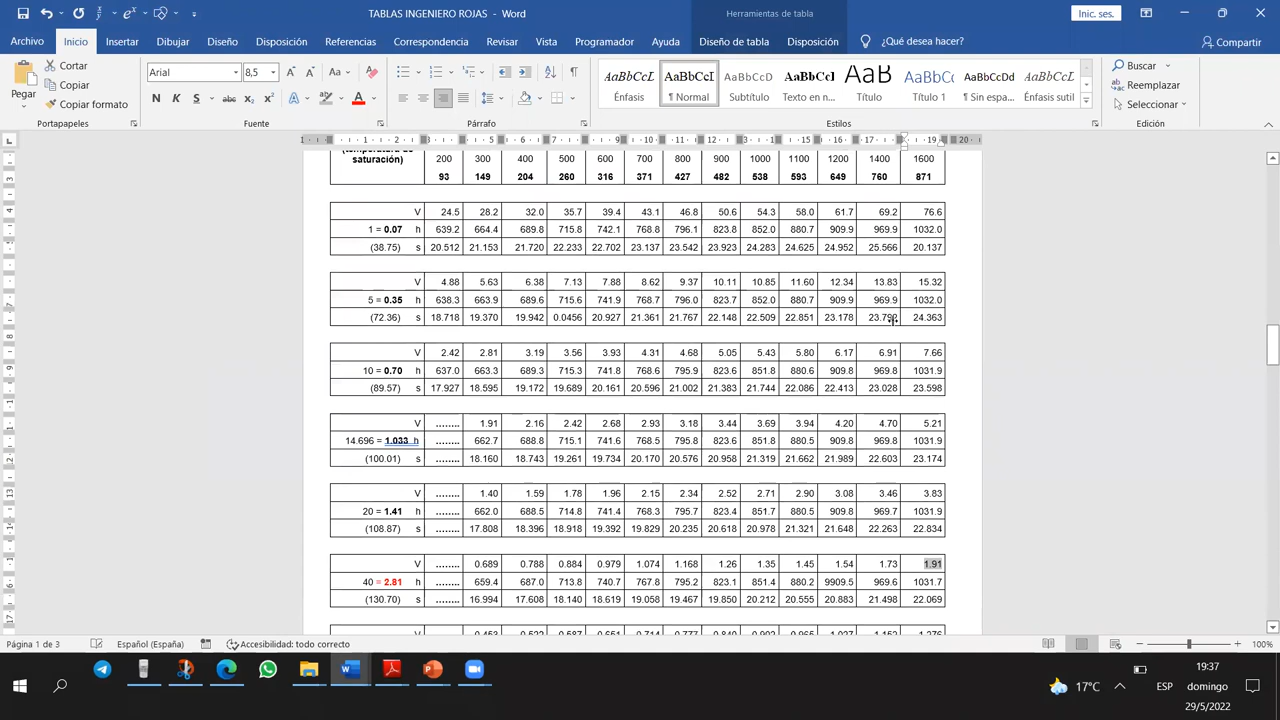 TABLAS INGENIERO ROJAS - Word
Herramientas de tabla
Inic. ses.
Archivo Inicio Insertar Dibujar Diseño Disposición Referencias Correspondencia Revisar Vista Programador Ayuda Diseño de tabla Disposición ¿Qué desea hacer? Compartir
Pegar
Cortar
Copiar
Copiar formato
Portapapeles
Arial 8,5
Fuente
Párrafo
AaBbCcL Énfasis
AaBbCcI ¶ Normal
AaBbCcDd Subtítulo
AaBbCcI Texto en n...
AaB Título
AaBbCc Título 1
AaBbCcDd ¶ Sin espa...
AaBbCcL Énfasis sutil
Estilos
Buscar
Reemplazar
Seleccionar
Edición
saturación) 200 300 400 500 600 700 800 900 1000 1100 1200 1400 1600
93 149 204 260 316 371 427 482 538 593 649 760 871
V 24.5 28.2 32.0 35.7 39.4 43.1 46.8 50.6 54.3 58.0 61.7 69.2 76.6
1 = 0.07 h 639.2 664.4 689.8 715.8 742.1 768.8 796.1 823.8 852.0 880.7 909.9 969.9 1032.0
(38.75) s 20.512 21.153 21.720 22.233 22.702 23.137 23.542 23.923 24.283 24.625 24.952 25.566 20.137
V 4.88 5.63 6.38 7.13 7.88 8.62 9.37 10.11 10.85 11.60 12.34 13.83 15.32
5 = 0.35 h 638.3 663.9 689.6 715.6 741.9 768.7 796.0 823.7 852.0 880.7 909.9 969.9 1032.0
(72.36) s 18.718 19.370 19.942 0.0456 20.927 21.361 21.767 22.148 22.509 22.851 23.178 24.363
V 2.42 2.81 3.19 3.56 3.93 4.31 4.68 5.05 5.43 5.80 6.17 6.91 7.66
10 = 0.70 h 637.0 663.3 689.3 715.3 741.8 768.6 795.9 823.6 851.8 880.6 909.8 969.8 1031.9
(89.57) s 17.927 18.595 19.172 19.689 20.161 20.596 21.002 21.383 21.744 22.086 22.413 23.028 23.598
V ........ 1.91 2.16 2.42 2.68 2.93 3.18 3.44 3.69 3.94 4.20 4.70 5.21
14.696 = 1.033 h ........ 662.7 688.8 715.1 741.6 768.5 795.8 823.6 851.8 880.5 909.8 969.8 1031.9
(100.01) s ........ 18.160 18.743 19.261 19.734 20.170 20.576 20.958 21.319 21.662 21.989 22.603 23.174
V ........ 1.40 1.59 1.78 1.96 2.15 2.34 2.52 2.71 2.90 3.08 3.46 3.83
20 = 1.41 h ........ 662.0 688.5 714.8 741.4 768.3 795.7 823.4 851.7 880.5 909.8 969.7 1031.9
(108.87) s ........ 17.808 18.396 18.918 19.392 19.829 20.235 20.618 20.978 21.321 21.648 22.263 22.834
V ........ 0.689 0.788 0.884 0.979 1.074 1.168 1.26 1.35 1.45 1.54 1.73 1.91
40 = 2.81 h ........ 659.4 687.0 713.8 740.7 767.8 795.2 823.1 851.4 880.2 9909.5 969.6 1031.7
(130.70) s ........ 16.994 17.608 18.140 18.619 19.058 19.467 19.850 20.212 20.555 20.883 21.498 22.069
Página 1 de 3 Español (España) Accesibilidad: todo correcto 100%
17°C ESP 19:37
domingo
29/5/2022